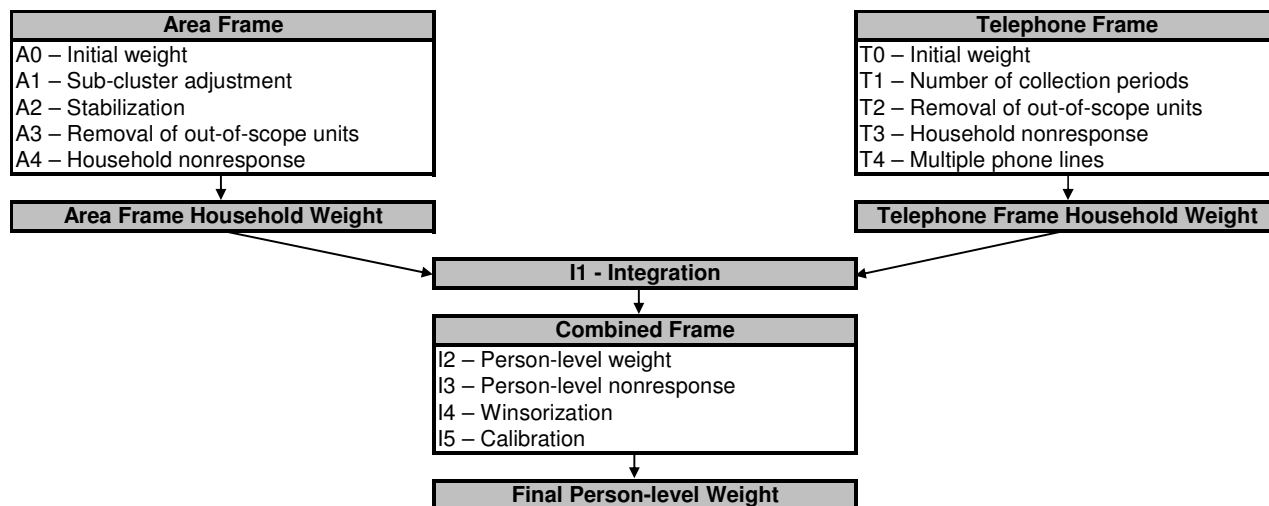 Area Frame
A0 – Initial weight
A1 – Sub-cluster adjustment
A2 – Stabilization
A3 – Removal of out-of-scope units
A4 – Household nonresponse
Area Frame Household Weight
Telephone Frame
T0 – Initial weight
T1 – Number of collection periods
T2 – Removal of out-of-scope units
T3 – Household nonresponse
T4 – Multiple phone lines
Telephone Frame Household Weight
I1 - Integration
Combined Frame
I2 – Person-level weight
I3 – Person-level nonresponse
I4 – Winsorization
I5 – Calibration
Final Person-level Weight